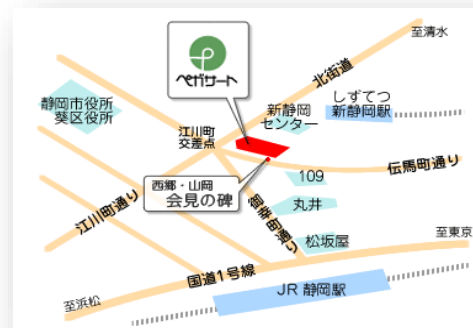 至清水
北街道
ペガサート
しずてつ
新静岡駅
新静岡
センター
静岡市役所
葵区役所
江川町
交差点
伝馬町通り
109
西郷・山岡
会見の碑
丸井
江川町通り
御幸町通り
松坂屋
至東京
国道1号線
JR 静岡駅
至浜松